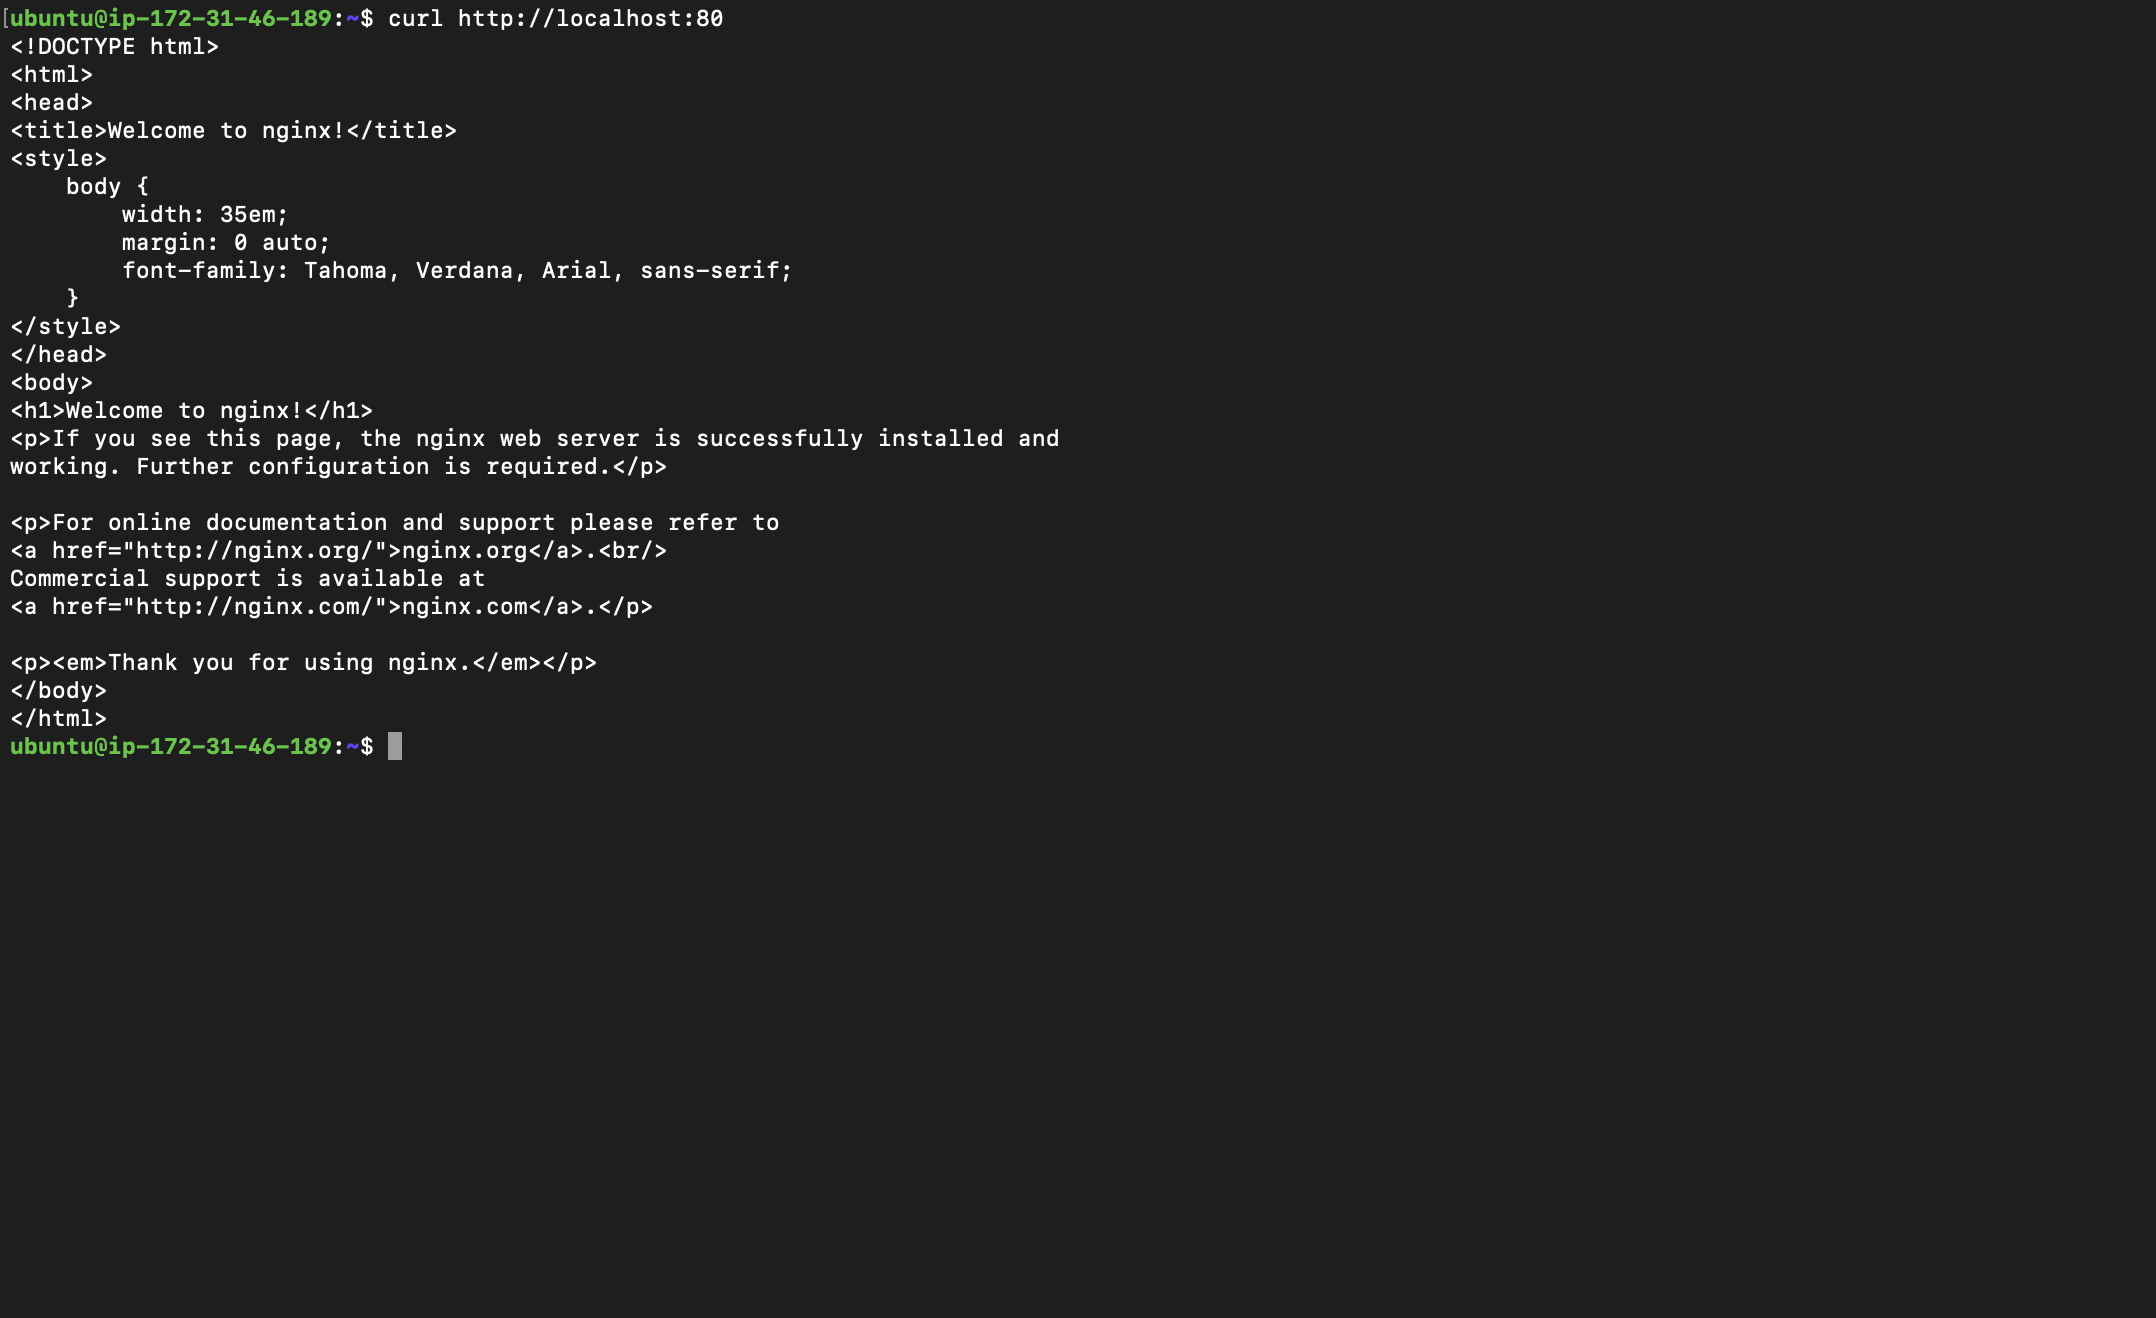 [ubuntu@ip-172-31-46-189:~$ curl http://localhost:80
<!DOCTYPE html>
<html>
<head>
<title>Welcome to nginx!</title>
<style>
    body {
        width: 35em;
        margin: 0 auto;
        font-family: Tahoma, Verdana, Arial, sans-serif;
    }
</style>
</head>
<body>
<h1>Welcome to nginx!</h1>
<p>If you see this page, the nginx web server is successfully installed and
working. Further configuration is required.</p>

<p>For online documentation and support please refer to
<a href="http://nginx.org/">nginx.org</a>.<br/>
Commercial support is available at
<a href="http://nginx.com/">nginx.com</a>.</p>

<p><em>Thank you for using nginx.</em></p>
</body>
</html>
ubuntu@ip-172-31-46-189:~$